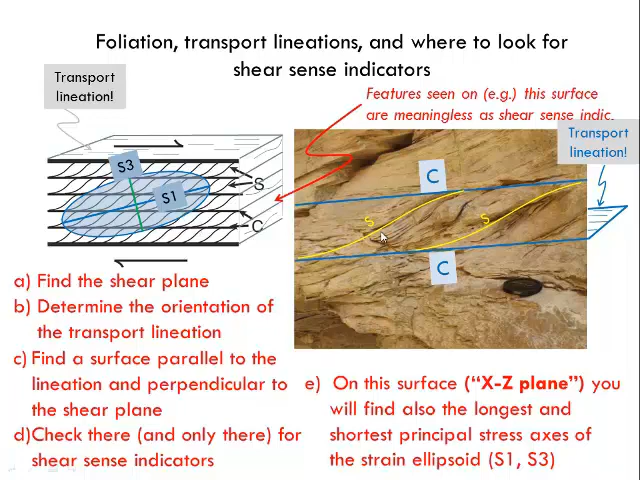 Foliation, transport lineations, and where to look for
shear sense indicators
Transport
lineation!
Features seen on (e.g.) this surface
are meaningless as shear sense indic.
Transport
lineation!
S3
S1
S
C
C
S
S
C
a) Find the shear plane
b) Determine the orientation of
the transport lineation
c) Find a surface parallel to the
lineation and perpendicular to
the shear plane
d)Check there (and only there) for
shear sense indicators
e) On this surface ("X-Z plane") you
will find also the longest and
shortest principal stress axes of
the strain ellipsoid (S1, S3)